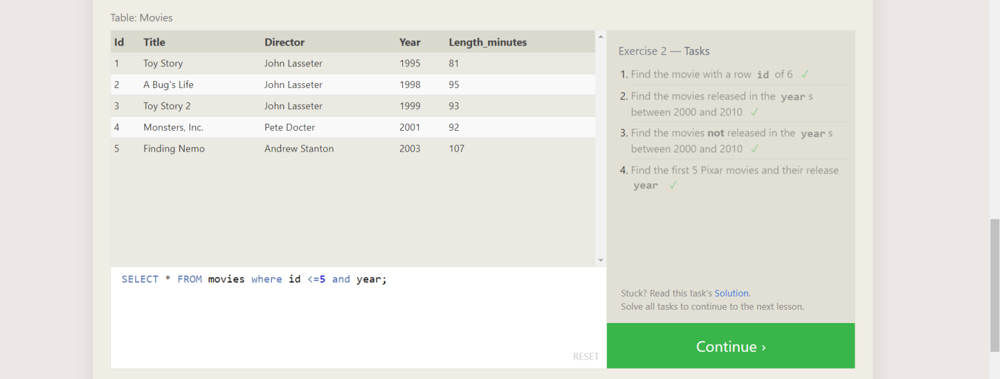 Table: Movies
Id Title Director Year Length_minutes
1 Toy Story John Lasseter 1995 81
2 A Bug's Life John Lasseter 1998 95
3 Toy Story 2 John Lasseter 1999 93
4 Monsters, Inc. Pete Docter 2001 92
5 Finding Nemo Andrew Stanton 2003 107
SELECT * FROM movies where id <=5 and year;
RESET
Exercise 2 — Tasks
1. Find the movie with a row id of 6 ✓
2. Find the movies released in the year s
between 2000 and 2010 ✓
3. Find the movies not released in the year s
between 2000 and 2010 ✓
4. Find the first 5 Pixar movies and their release
year ✓
Stuck? Read this task's Solution.
Solve all tasks to continue to the next lesson.
Continue ›